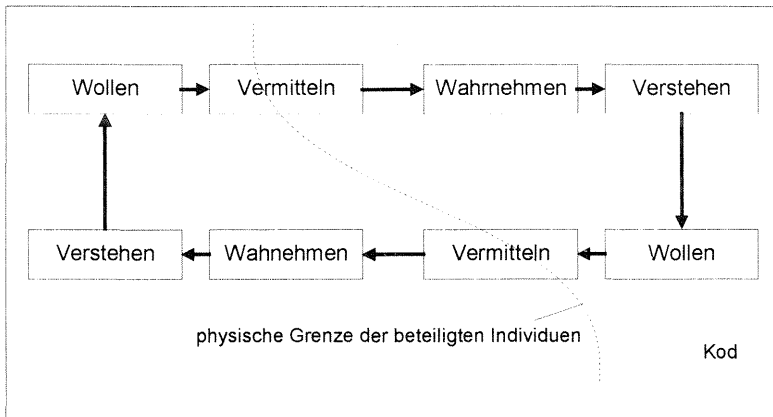 Wollen Vermitteln Wahrnehmen Verstehen
Verstehen Wahnehmen Vermitteln Wollen
physische Grenze der beteiligten Individuen
Kod